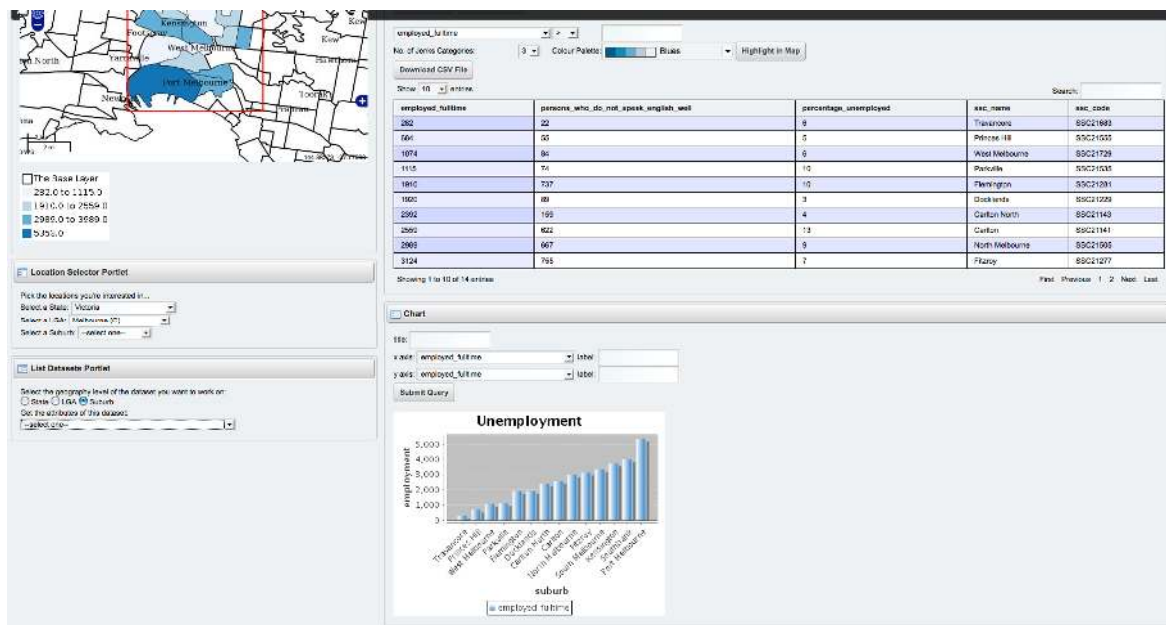 Kensington
Footscray
Kew
Kew
West Melbourne
North
Yarraville
Hawthorn
Port Melbourne
Toorak
The Base Layer
282.0 to 1115.0
1910.0 to 2559.0
2989.0 to 3989.0
5353.0
Location Selector Portlet
Pick the locations you're interested in...
Select a State: Victoria
Select a LGA: Melbourne (C)
Select a Suburb: --select one--
List Datasets Portlet
Select the geography level of the dataset you want to work on:
State LGA Suburb
Get the attributes of this dataset:
--select one--
employed_fulltime >
No. of Jenks Categories: 3 Colour Palette: Blues Highlight in Map
Download CSV File
Show 10 entries Search:
employed_fulltime persons_who_do_not_speak_english_well percentage_unemployed ssc_name ssc_code
282 22 6 Travancore SSC21683
55 5 Princes Hill SSC21555
1074 84 6 West Melbourne SSC21729
1115 74 10 Parkville SSC21535
1910 737 10 Flemington SSC21281
1920 89 3 Docklands SSC21229
2392 4 Carlton North SSC21143
2559 622 13 Carlton SSC21141
2989 667 9 North Melbourne SSC21505
3124 765 7 Fitzroy SSC21277
Showing 1 to 10 of 14 entries First Previous 1 2 Next Last
Chart
title:
x axis: employed_fulltime label:
y axis: employed_fulltime label:
Submit Query
Unemployment
5,000
4,000
3,000
2,000
1,000
0
employment
Travancore
Princes Hill
West Melbourne
Parkville
Flemington
Docklands
Carlton North
Carlton
North Melbourne
Fitzroy
South Melbourne
Kensington
Southbank
Port Melbourne
suburb
employed_fulltime